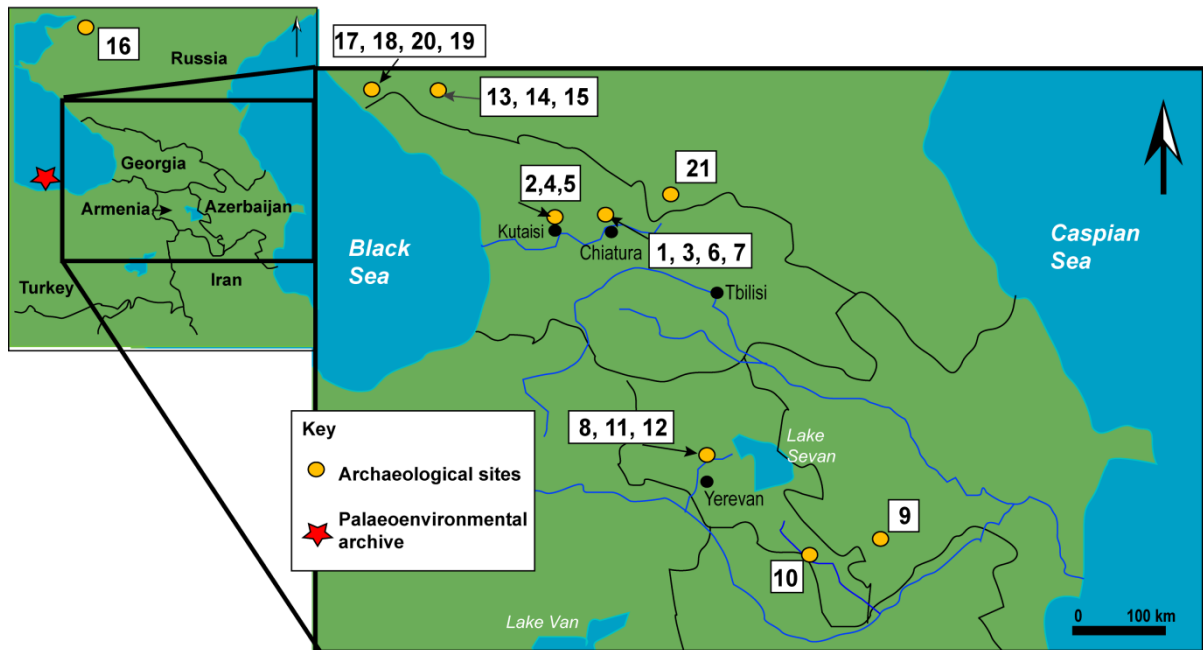 16
Russia
Georgia
Armenia
Azerbaijan
Turkey
Iran
17, 18, 20, 19
13, 14, 15
21
2,4,5
Kutaisi
Chiatura
1, 3, 6, 7
Black
Sea
Caspian
Sea
Tbilisi
8, 11, 12
Lake
Sevan
Yerevan
9
10
Lake Van
0 100 km
Key
Archaeological sites
Palaeoenvironmental
archive